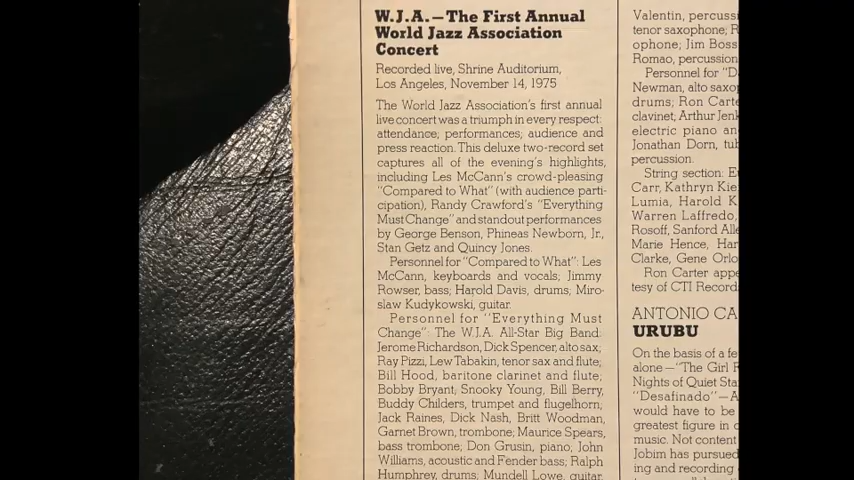 W.J.A.—The First Annual
World Jazz Association
Concert
Recorded live, Shrine Auditorium,
Los Angeles, November 14, 1975
The World Jazz Association's first annual
live concert was a triumph in every respect:
attendance; performances; audience and
press reaction. This deluxe two-record set
captures all of the evening's highlights,
including Les McCann's crowd-pleasing
"Compared to What" (with audience parti-
cipation), Randy Crawford's "Everything
Must Change" and standout performances
by George Benson, Phineas Newborn, Jr.,
Stan Getz and Quincy Jones.
Personnel for "Compared to What": Les
McCann, keyboards and vocals; Jimmy
Rowser, bass; Harold Davis, drums; Miro-
slaw Kudykowski, guitar.
Personnel for "Everything Must
Change": The W.J.A. All-Star Big Band:
Jerome Richardson, Dick Spencer, alto sax;
Ray Pizzi, Lew Tabakin, tenor sax and flute;
Bill Hood, baritone clarinet and flute;
Bobby Bryant; Snooky Young, Bill Berry,
Buddy Childers, trumpet and flugelhorn;
Jack Raines, Dick Nash, Britt Woodman,
Garnet Brown, trombone; Maurice Spears,
bass trombone; Don Grusin, piano; John
Williams, acoustic and Fender bass; Ralph
Humphrey, drums; Mundell Lowe, guitar.
Valentin, percuss
tenor saxophone; R
ophone; Jim Boss
Romao, percussion
Personnel for "D
Newman, alto saxo
drums; Ron Carte
clavinet; Arthur Jenk
electric piano an
Jonathan Dorn, tub
percussion.
String section: E
Carr, Kathryn Kie
Lumia, Harold K
Warren Laffredo,
Rosoff, Sanford Alle
Marie Hence, Har
Clarke, Gene Orlo
Ron Carter appe
tesy of CTI Record
ANTONIO CA
URUBU
On the basis of a fe
alone—"The Girl F
Nights of Quiet Sta
"Desafinado"—A
would have to be
greatest figure in c
music. Not content
Jobim has pursued
ing and recording